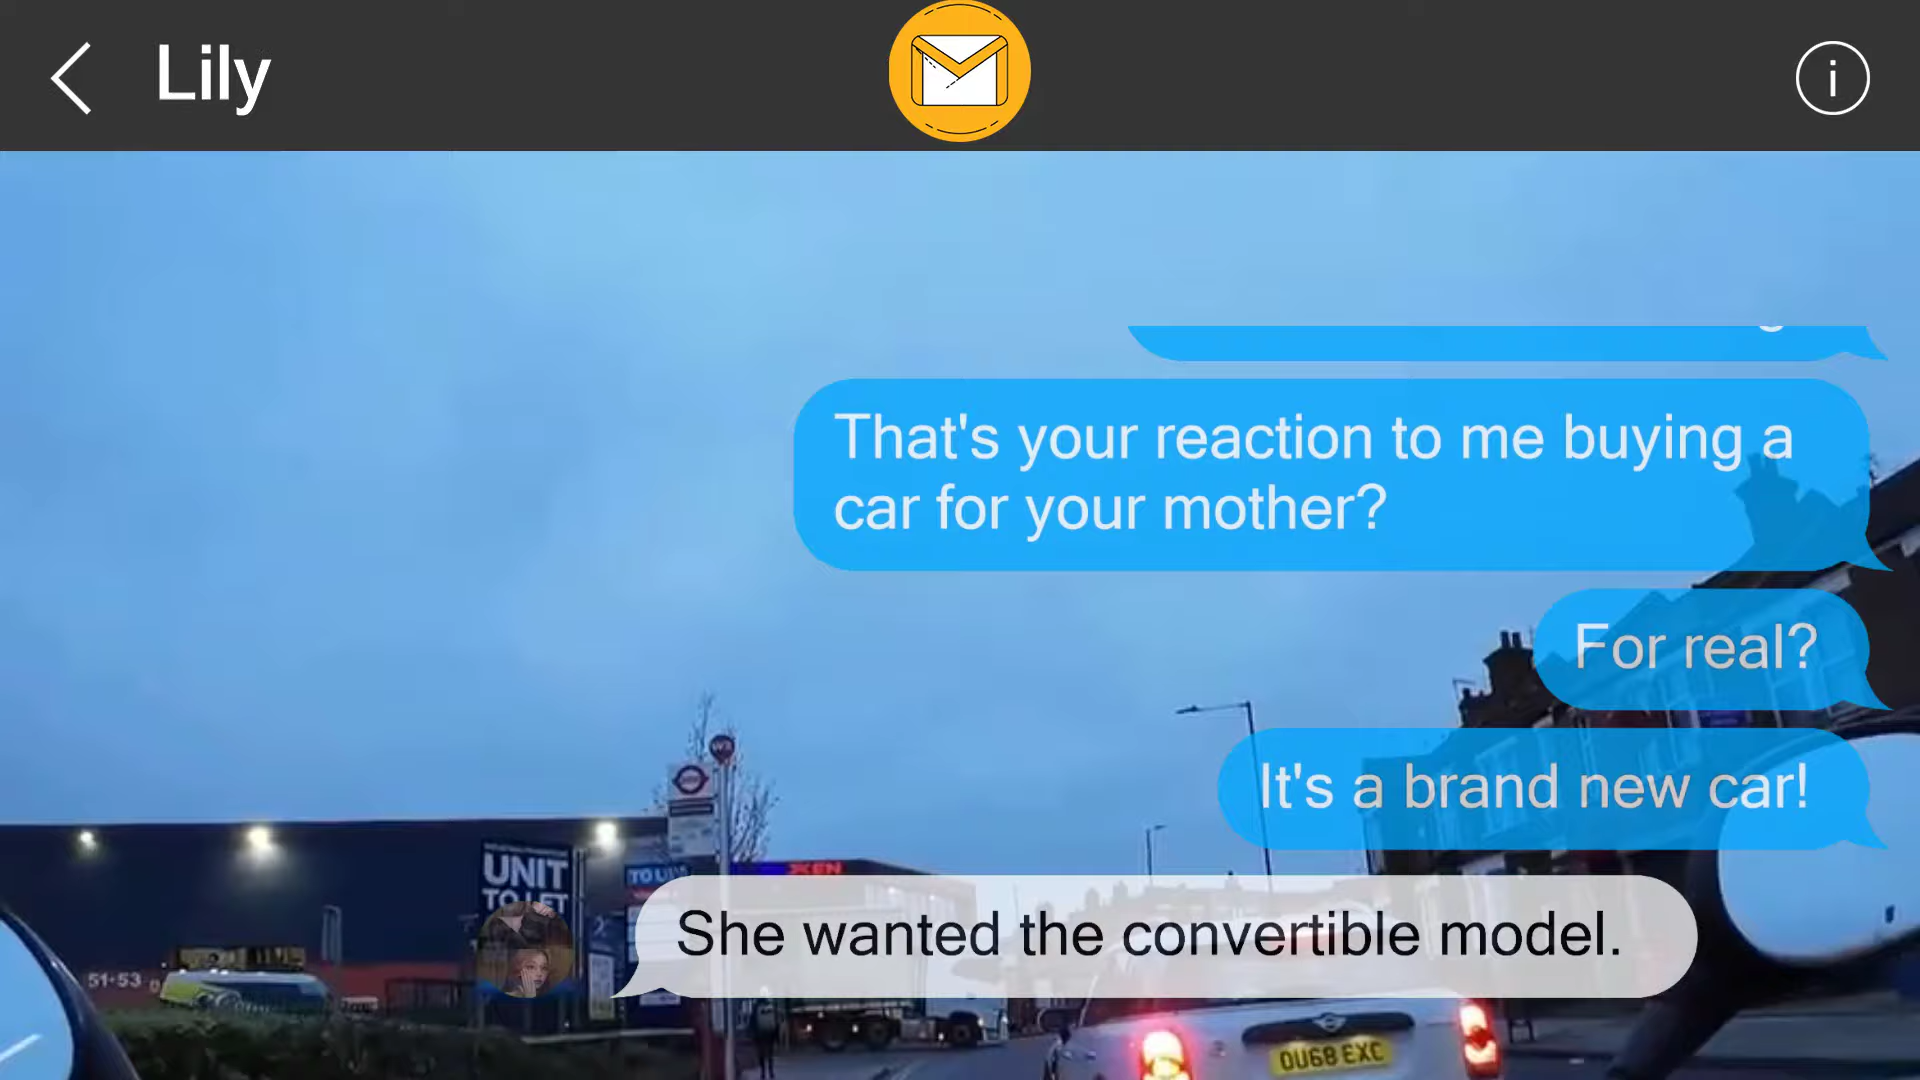 Lily
i
That's your reaction to me buying a
car for your mother?
For real?
It's a brand new car!
UNIT
TO LET
She wanted the convertible model.
51-53
OU68 EXC